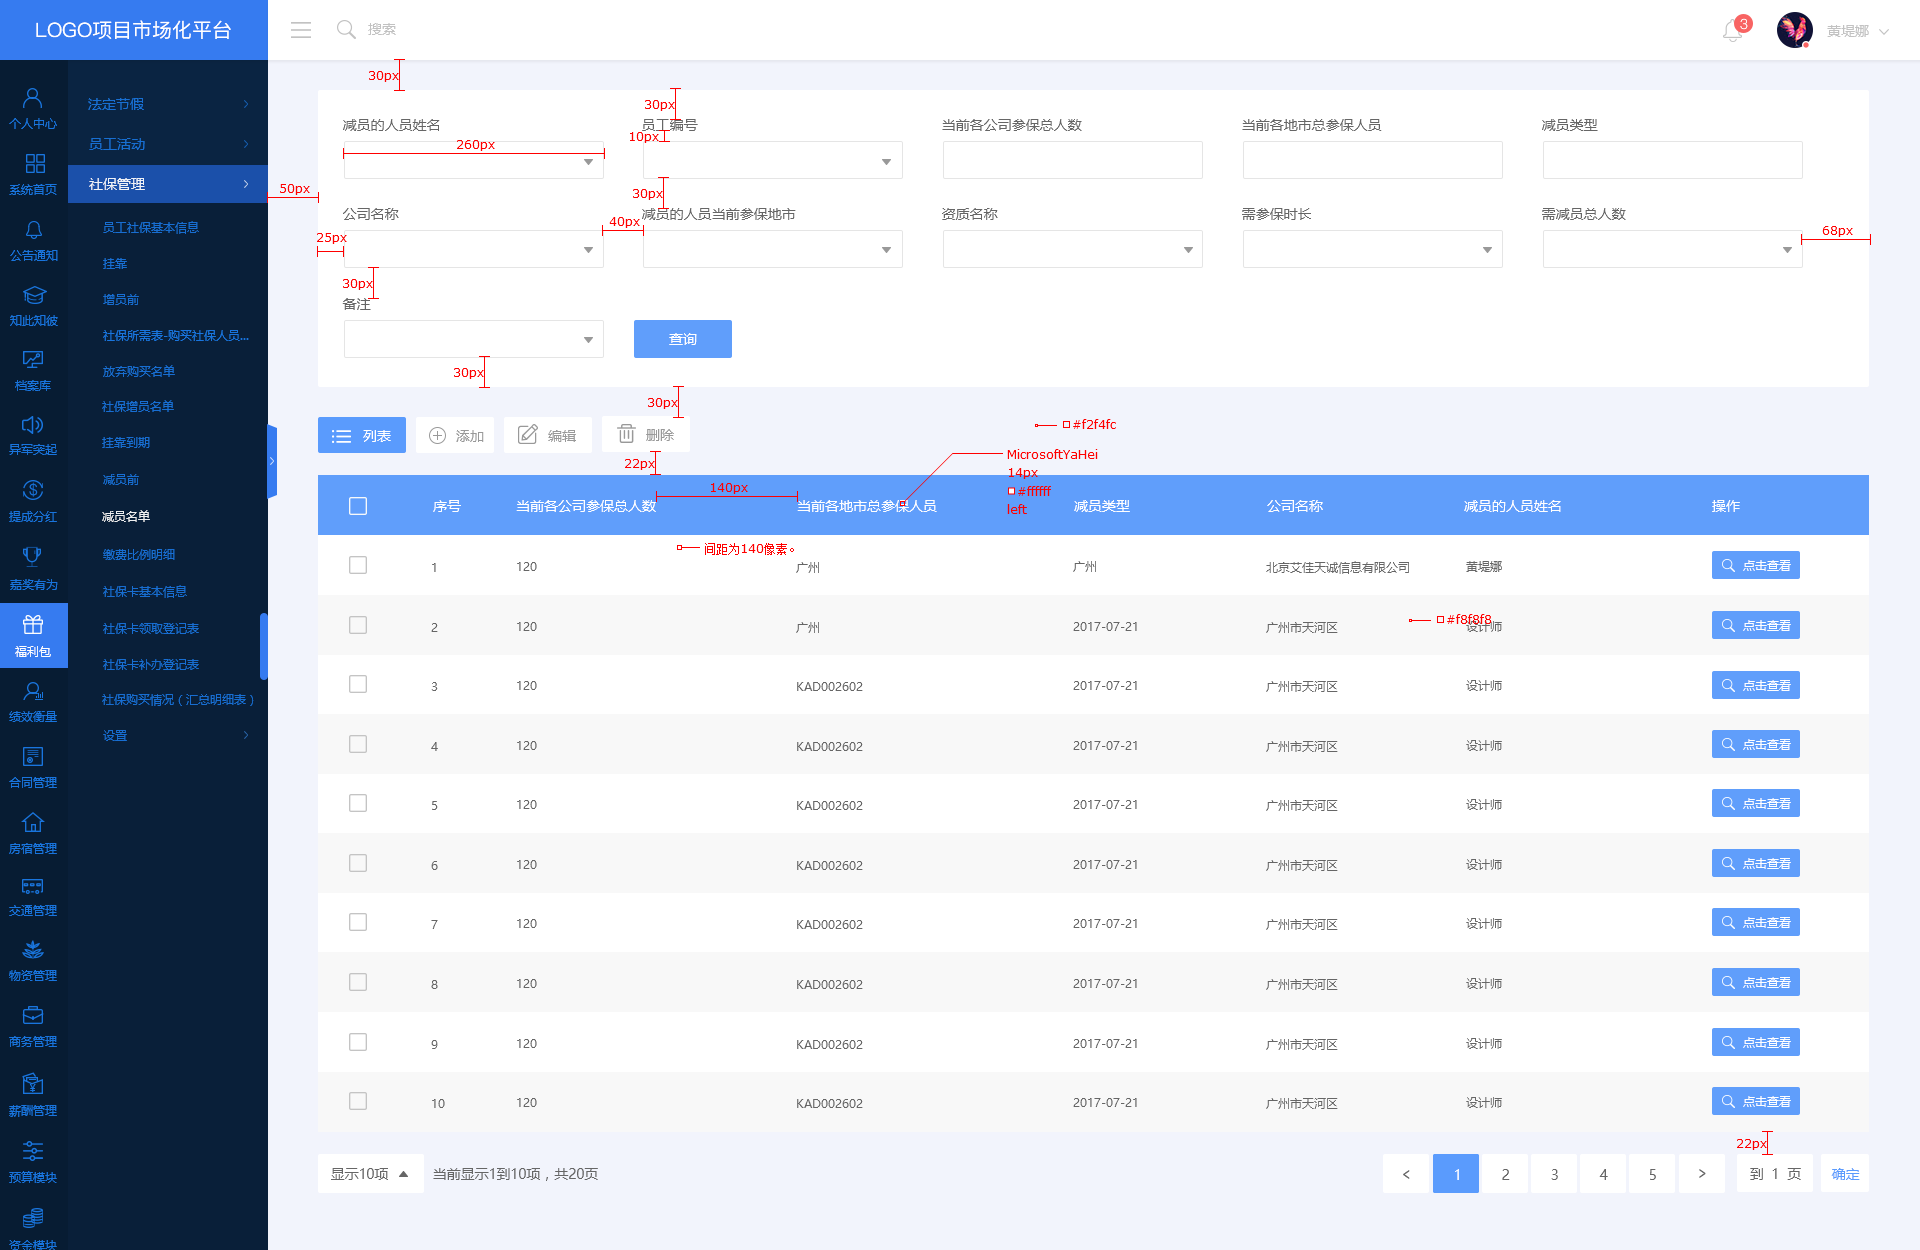 LOGO项目市场化平台
搜索
3
黄堤娜
个人中心
系统首页
公告通知
知此知彼
档案库
异军突起
提成分红
嘉奖有为
福利包
绩效衡量
合同管理
房宿管理
交通管理
物资管理
商务管理
薪酬管理
预算模块
资金模块
法定节假
员工活动
社保管理
员工社保基本信息
挂靠
增员前
社保所需表-购买社保人员...
放弃购买名单
社保增员名单
挂靠到期
减员前
减员名单
缴费比例明细
社保卡基本信息
社保卡领取登记表
社保卡补办登记表
社保购买情况（汇总明细表）
设置
30px
30px
减员的人员姓名 员工编号 当前各公司参保总人数 当前各地市总参保人员 减员类型
10px
260px
50px
30px
公司名称 减员的人员当前参保地市 资质名称 需参保时长 需减员总人数
40px
68px
25px
30px
备注
查询
30px
30px
列表 添加 编辑 删除
#f2f4fc
22px
MicrosoftYaHei
14px
#ffffff
left
140px
序号 当前各公司参保总人数 当前各地市总参保人员 减员类型 公司名称 减员的人员姓名 操作
间距为140像素。
1 120 广州 广州 北京艾佳天诚信息有限公司 黄堤娜 点击查看
#f8f8f8
2 120 广州 2017-07-21 广州市天河区 设计师 点击查看
3 120 KAD002602 2017-07-21 广州市天河区 设计师 点击查看
4 120 KAD002602 2017-07-21 广州市天河区 设计师 点击查看
5 120 KAD002602 2017-07-21 广州市天河区 设计师 点击查看
6 120 KAD002602 2017-07-21 广州市天河区 设计师 点击查看
7 120 KAD002602 2017-07-21 广州市天河区 设计师 点击查看
8 120 KAD002602 2017-07-21 广州市天河区 设计师 点击查看
9 120 KAD002602 2017-07-21 广州市天河区 设计师 点击查看
10 120 KAD002602 2017-07-21 广州市天河区 设计师 点击查看
22px
显示10项 当前显示1到10项，共20页 < 1 2 3 4 5 > 到 1 页 确定